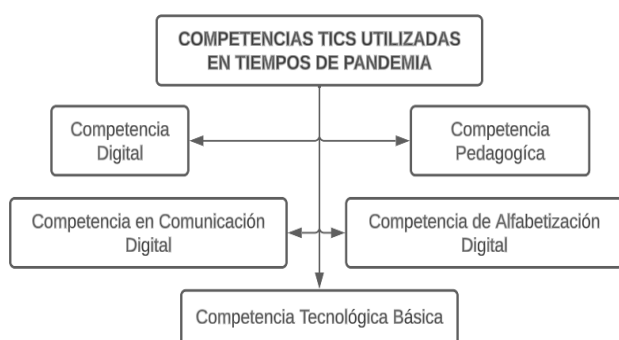 COMPETENCIAS TICS UTILIZADAS
EN TIEMPOS DE PANDEMIA
Competencia
Digital
Competencia
Pedagogíca
Competencia en Comunicación
Digital
Competencia de Alfabetización
Digital
Competencia Tecnológica Básica